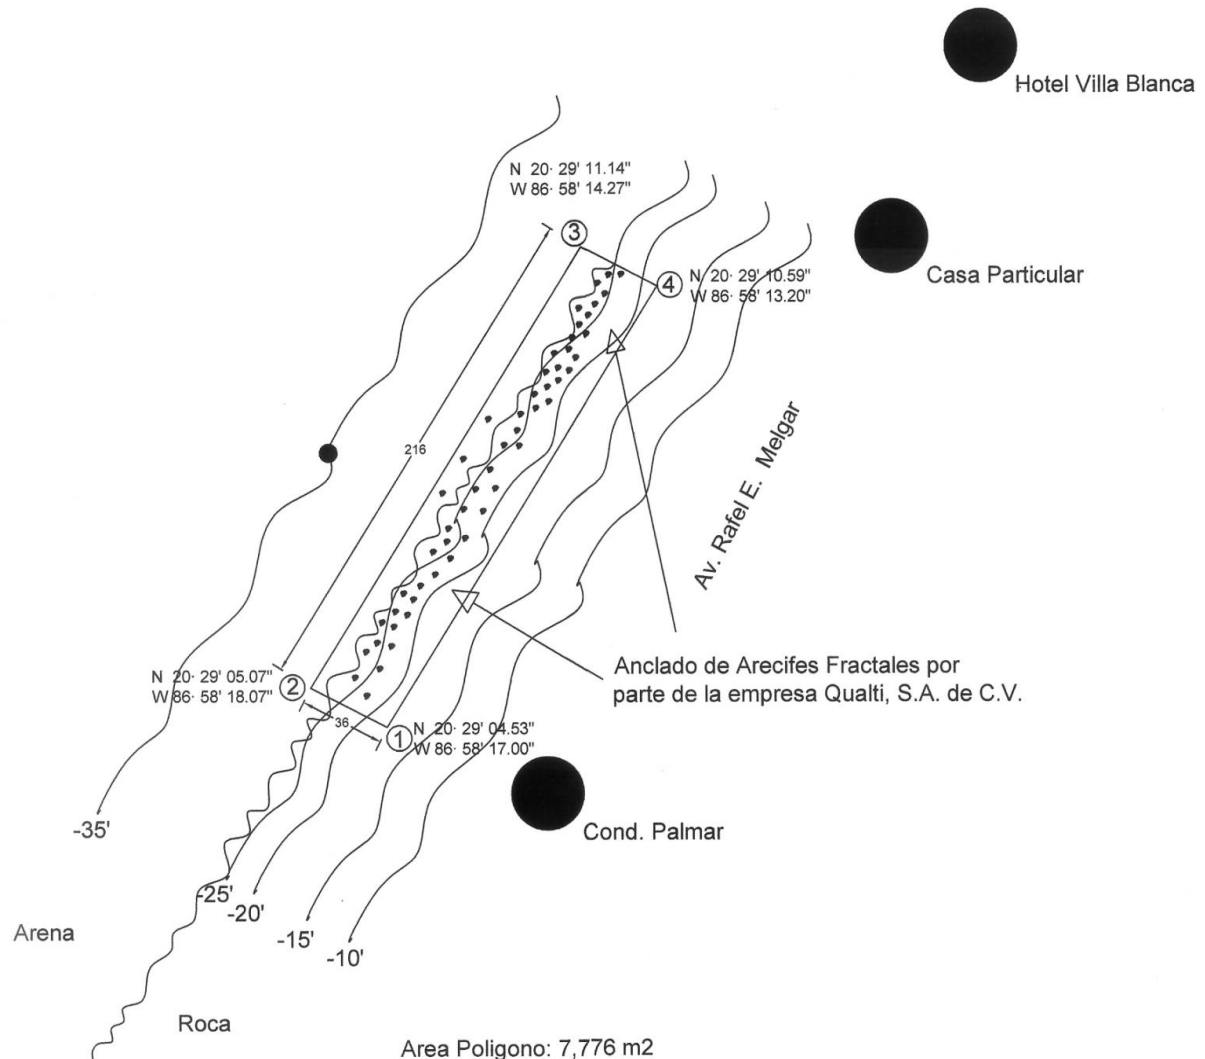 Hotel Villa Blanca
N 20· 29' 11.14"
W 86· 58' 14.27"
3
4
N 20· 29' 10.59"
W 86· 58' 13.20"
Casa Particular
216
Av. Rafel E. Melgar
Anclado de Arecifes Fractales por
parte de la empresa Qualti, S.A. de C.V.
N 20· 29' 05.07"
W 86· 58' 18.07"
2
36
1
N 20· 29' 04.53"
W 86· 58' 17.00"
Cond. Palmar
-35'
-25'
-20'
-15'
-10'
Arena
Roca
Area Poligono: 7,776 m2